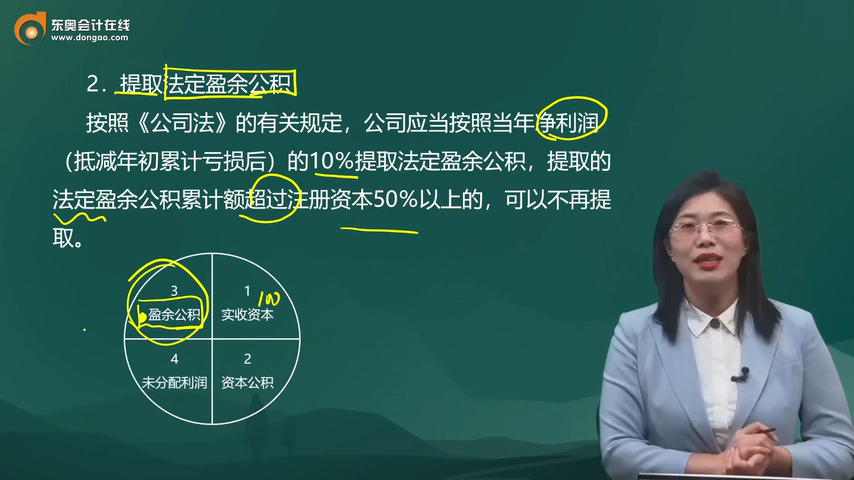 东奥会计在线
www.dongao.com
2.提取法定盈余公积
按照《公司法》的有关规定，公司应当按照当年净利润
（抵减年初累计亏损后）的10%提取法定盈余公积，提取的
法定盈余公积累计额超过注册资本50%以上的，可以不再提
取。
3
盈余公积
1
100
实收资本
4
未分配利润
2
资本公积